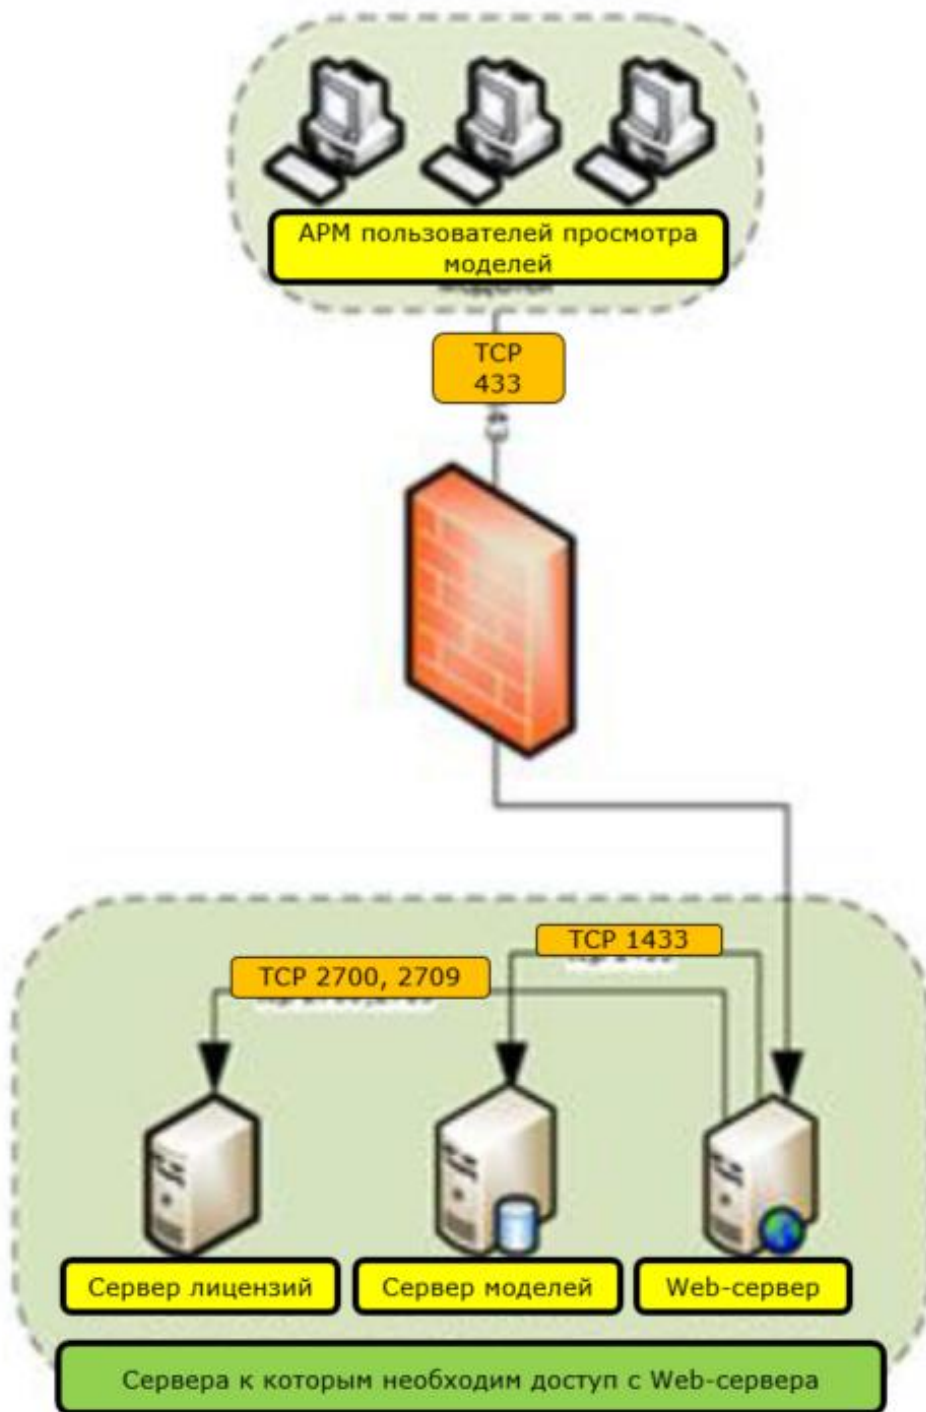 АРМ пользователей просмотра
моделей
TCP
433
TCP 1433
TCP 2700, 2709
Сервер лицензий
Сервер моделей
Web-сервер
Сервера к которым необходим доступ с Web-сервера